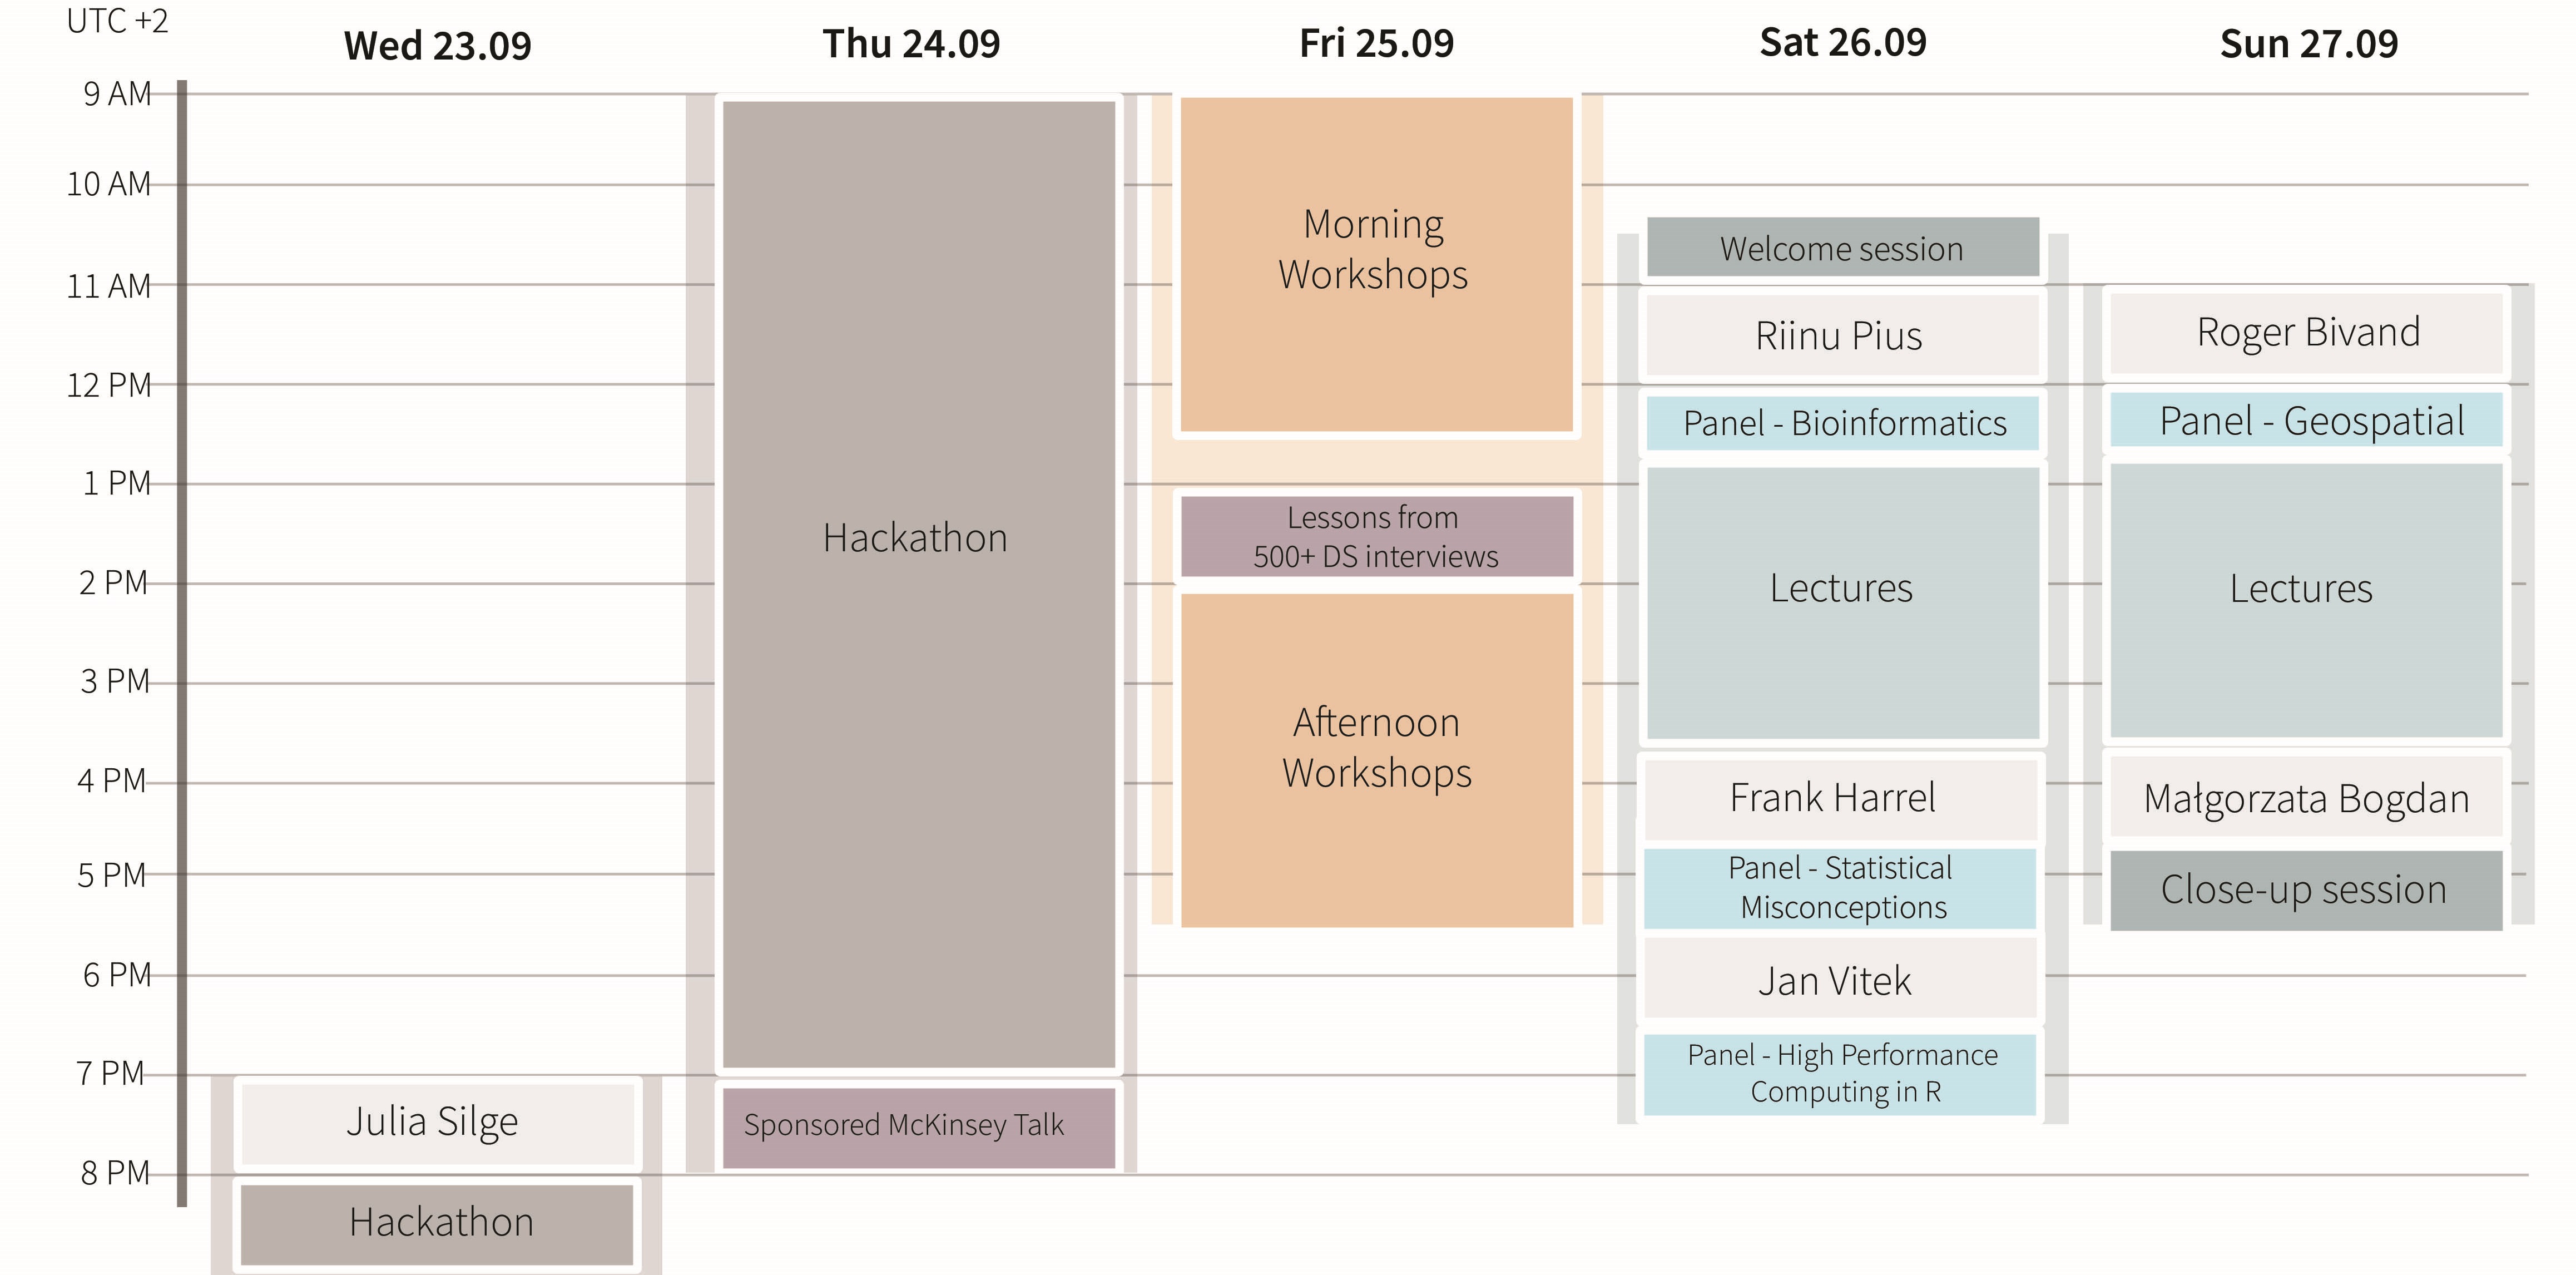 UTC +2
Wed 23.09
Thu 24.09
Fri 25.09
Sat 26.09
Sun 27.09
9 AM
10 AM
11 AM
12 PM
1 PM
2 PM
3 PM
4 PM
5 PM
6 PM
7 PM
8 PM
Julia Silge
Hackathon
Hackathon
Sponsored McKinsey Talk
Morning
Workshops
Lessons from
500+ DS interviews
Afternoon
Workshops
Welcome session
Riinu Pius
Panel - Bioinformatics
Lectures
Frank Harrel
Panel - Statistical
Misconceptions
Jan Vitek
Panel - High Performance
Computing in R
Roger Bivand
Panel - Geospatial
Lectures
Małgorzata Bogdan
Close-up session